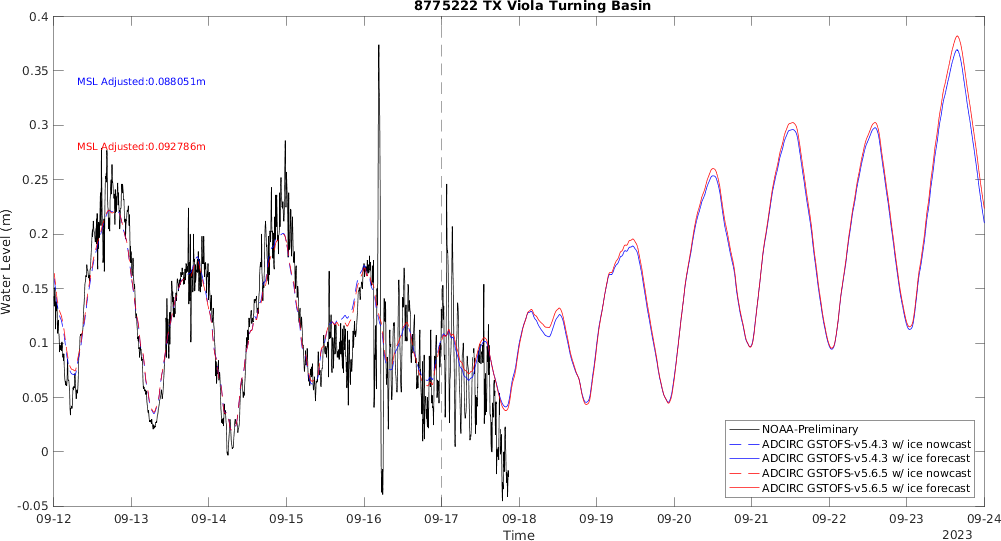 8775222 TX Viola Turning Basin
0.4
0.35
0.3
0.25
0.2
0.15
0.1
0.05
0
-0.05
Water Level (m)
MSL Adjusted:0.088051m
MSL Adjusted:0.092786m
NOAA-Preliminary
ADCIRC GSTOFS-v5.4.3 w/ ice nowcast
ADCIRC GSTOFS-v5.4.3 w/ ice forecast
ADCIRC GSTOFS-v5.6.5 w/ ice nowcast
ADCIRC GSTOFS-v5.6.5 w/ ice forecast
09-12 09-13 09-14 09-15 09-16 09-17 09-18 09-19 09-20 09-21 09-22 09-23 09-24
Time
2023